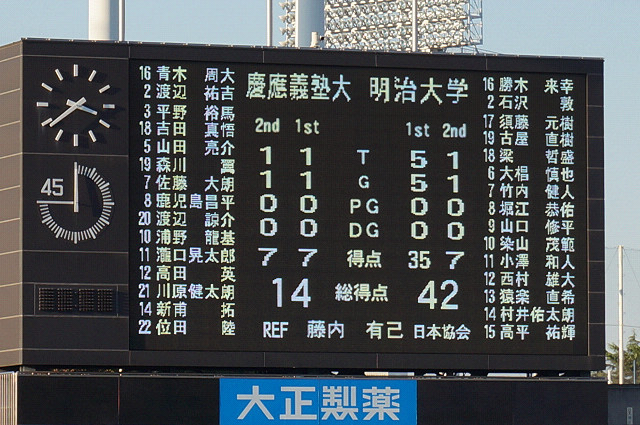 慶應義塾大 明治大学
16 青木 周大
2 渡辺 祐吉
3 平野 裕真
18 吉田 真悟
5 山田 亮介
19 森川 翼
7 佐藤 大朗
8 鹿児島 昌平
20 渡辺 諒介
10 浦野 龍基
11 瀧口 晃太郎
12 高田 英
21 川原 健太朗
14 新甫 拓
22 位田 陸
2nd 1st 1st 2nd
1 1 T 5 1
1 1 G 5 1
0 0 PG 0 0
0 0 DG 0 0
7 7 得点 35 7
14 総得点 42
REF 藤内 有己 日本協会
16 勝木 来幸
2 石沢 敦
17 須藤 元樹
19 古屋 直樹
18 梁 哲盛
6 大椙 慎也
7 竹内 健人
8 堀江 恭佑
9 山口 修平
10 染山 茂範
11 小澤 和人
12 西村 雄大
13 猿楽 直希
14 村井 佑太朗
15 高平 祐輝
45
大正製薬